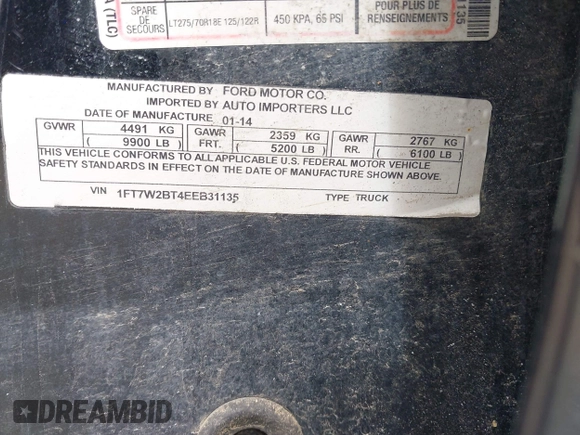 A (TLC)
SPARE DE SECOURS LT275/70R18E 125/122R 450 KPA, 65 PSI
POUR PLUS DE RENSEIGNEMENTS
1135
MANUFACTURED BY FORD MOTOR CO.
IMPORTED BY AUTO IMPORTERS LLC
DATE OF MANUFACTURE 01-14
GVWR 4491 KG GAWR 2359 KG GAWR 2767 KG
( 9900 LB ) FRT. ( 5200 LB ) RR. ( 6100 LB )
THIS VEHICLE CONFORMS TO ALL APPLICABLE U.S. FEDERAL MOTOR VEHICLE
SAFETY STANDARDS IN EFFECT ON THE DATE OF MANUFACTURE SHOWN ABOVE.
VIN 1FT7W2BT4EEB31135 TYPE TRUCK
DREAMBID